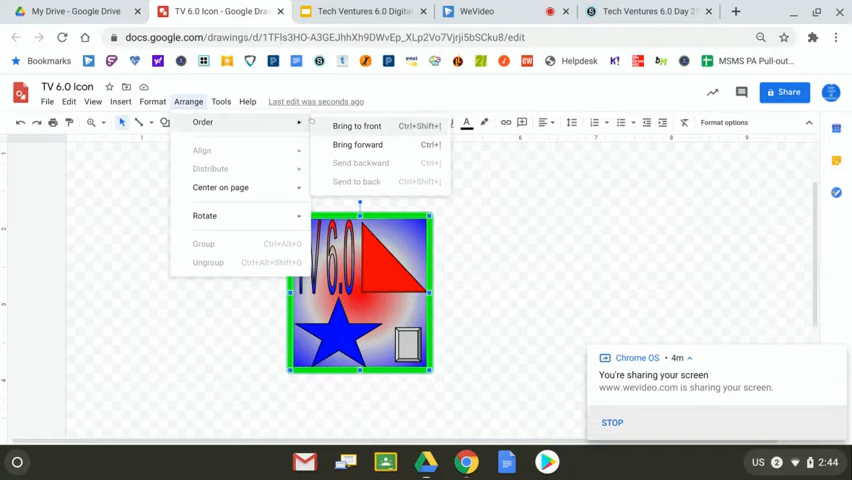 My Drive - Google Drive
TV 6.0 Icon - Google Dra
Tech Ventures 6.0 Digita
WeVideo
Tech Ventures 6.0 Day 2
docs.google.com/drawings/d/1TFIs3HO-A3GEJhhXh9DWvEp_XLp2Vo7Vjrji5bSCku8/edit
Bookmarks
Helpdesk
MSMS PA Pull-out...
TV 6.0 Icon
File Edit View Insert Format Arrange Tools Help Last edit was seconds ago
Share
Format options
Order
Bring to front Ctrl+Shift+]
Bring forward Ctrl+]
Send backward Ctrl+[
Send to back Ctrl+Shift+[
Align
Distribute
Center on page
Rotate
Group Ctrl+Alt+G
Ungroup Ctrl+Alt+Shift+G
V 6.0
Chrome OS • 4m
You're sharing your screen
www.wevideo.com is sharing your screen.
STOP
US 2 2:44